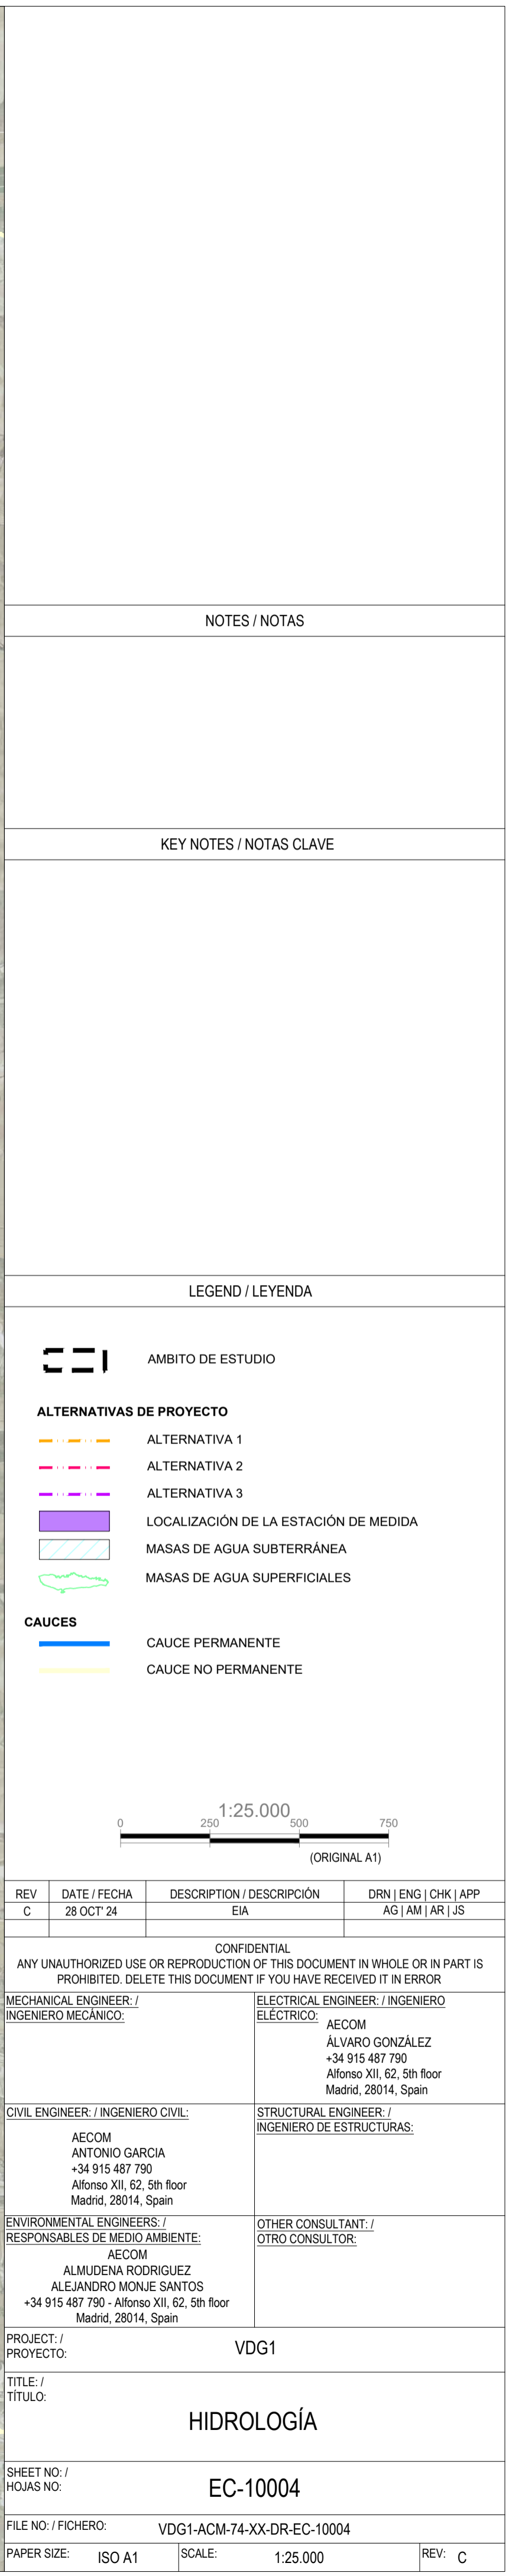 NOTES / NOTAS
KEY NOTES / NOTAS CLAVE
LEGEND / LEYENDA
AMBITO DE ESTUDIO
ALTERNATIVAS DE PROYECTO
ALTERNATIVA 1
ALTERNATIVA 2
ALTERNATIVA 3
LOCALIZACIÓN DE LA ESTACIÓN DE MEDIDA
MASAS DE AGUA SUBTERRÁNEA
MASAS DE AGUA SUPERFICIALES
CAUCES
CAUCE PERMANENTE
CAUCE NO PERMANENTE
1:25.000
0 250 500 750
(ORIGINAL A1)
REV DATE / FECHA DESCRIPTION / DESCRIPCIÓN DRN | ENG | CHK | APP
C 28 OCT' 24 EIA AG | AM | AR | JS
CONFIDENTIAL
ANY UNAUTHORIZED USE OR REPRODUCTION OF THIS DOCUMENT IN WHOLE OR IN PART IS
PROHIBITED. DELETE THIS DOCUMENT IF YOU HAVE RECEIVED IT IN ERROR
MECHANICAL ENGINEER: /
INGENIERO MECÁNICO:
ELECTRICAL ENGINEER: / INGENIERO
ELÉCTRICO:
AECOM
ÁLVARO GONZÁLEZ
+34 915 487 790
Alfonso XII, 62, 5th floor
Madrid, 28014, Spain
CIVIL ENGINEER: / INGENIERO CIVIL:
AECOM
ANTONIO GARCIA
+34 915 487 790
Alfonso XII, 62, 5th floor
Madrid, 28014, Spain
STRUCTURAL ENGINEER: /
INGENIERO DE ESTRUCTURAS:
ENVIRONMENTAL ENGINEERS: /
RESPONSABLES DE MEDIO AMBIENTE:
AECOM
ALMUDENA RODRIGUEZ
ALEJANDRO MONJE SANTOS
+34 915 487 790 - Alfonso XII, 62, 5th floor
Madrid, 28014, Spain
OTHER CONSULTANT: /
OTRO CONSULTOR:
PROJECT: /
PROYECTO:
VDG1
TITLE: /
TÍTULO:
HIDROLOGÍA
SHEET NO: /
HOJAS NO:
EC-10004
FILE NO: / FICHERO: VDG1-ACM-74-XX-DR-EC-10004
PAPER SIZE: ISO A1 SCALE: 1:25.000 REV: C